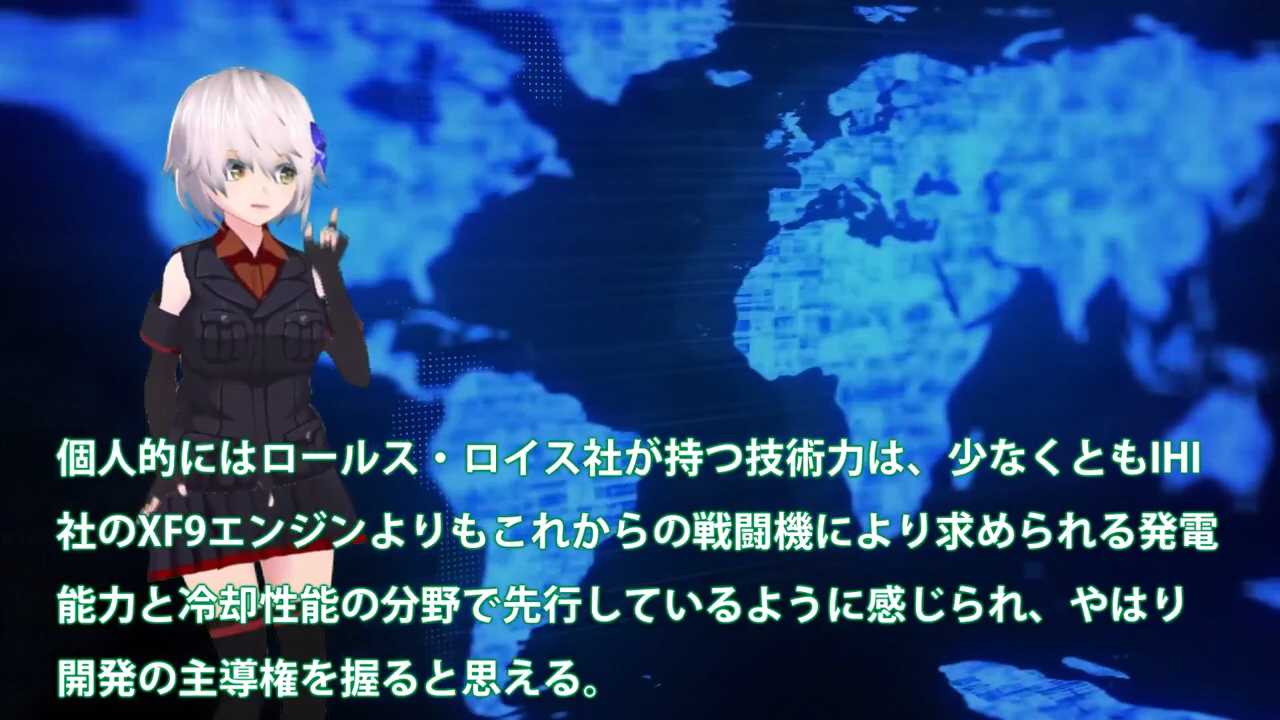 個人的にはロールス・ロイス社が持つ技術力は、少なくともIHI
社のXF9エンジンよりもこれからの戦闘機により求められる発電
能力と冷却性能の分野で先行しているように感じられ、やはり
開発の主導権を握ると思える。